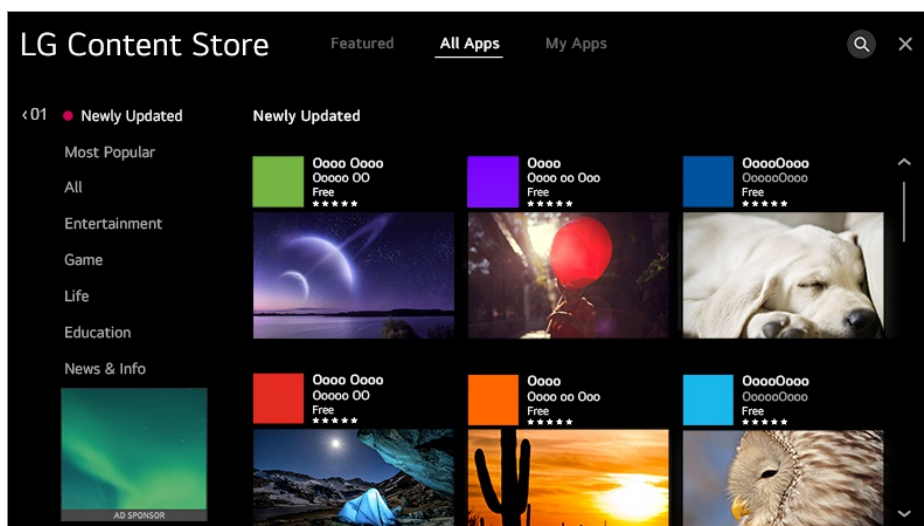 LG Content Store
Featured
All Apps
My Apps
‹01
Newly Updated
Most Popular
All
Entertainment
Game
Life
Education
News & Info
AD SPONSOR
Newly Updated
Oooo Oooo
Ooooo OO
Free
★★★★★
Oooo
Oooo oo Ooo
Free
★★★★★
OoooOooo
OooooOooo
Free
★★★★★
Oooo Oooo
Ooooo OO
Free
★★★★★
Oooo
Oooo oo Ooo
Free
★★★★★
OoooOooo
OooooOooo
Free
★★★★★